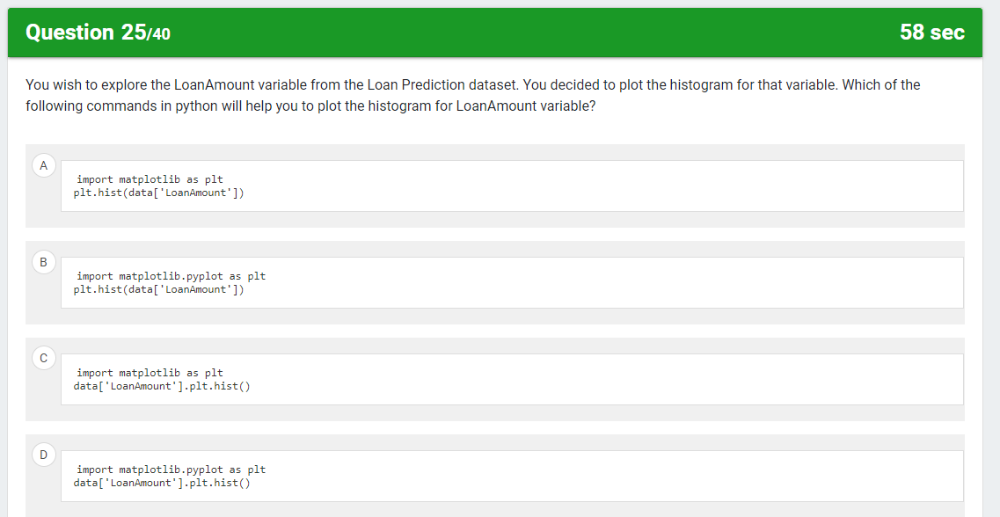 Question 25/40
58 sec
You wish to explore the LoanAmount variable from the Loan Prediction dataset. You decided to plot the histogram for that variable. Which of the
following commands in python will help you to plot the histogram for LoanAmount variable?
A
import matplotlib as plt
plt.hist(data['LoanAmount'])
B
import matplotlib.pyplot as plt
plt.hist(data['LoanAmount'])
C
import matplotlib as plt
data['LoanAmount'].plt.hist()
D
import matplotlib.pyplot as plt
data['LoanAmount'].plt.hist()